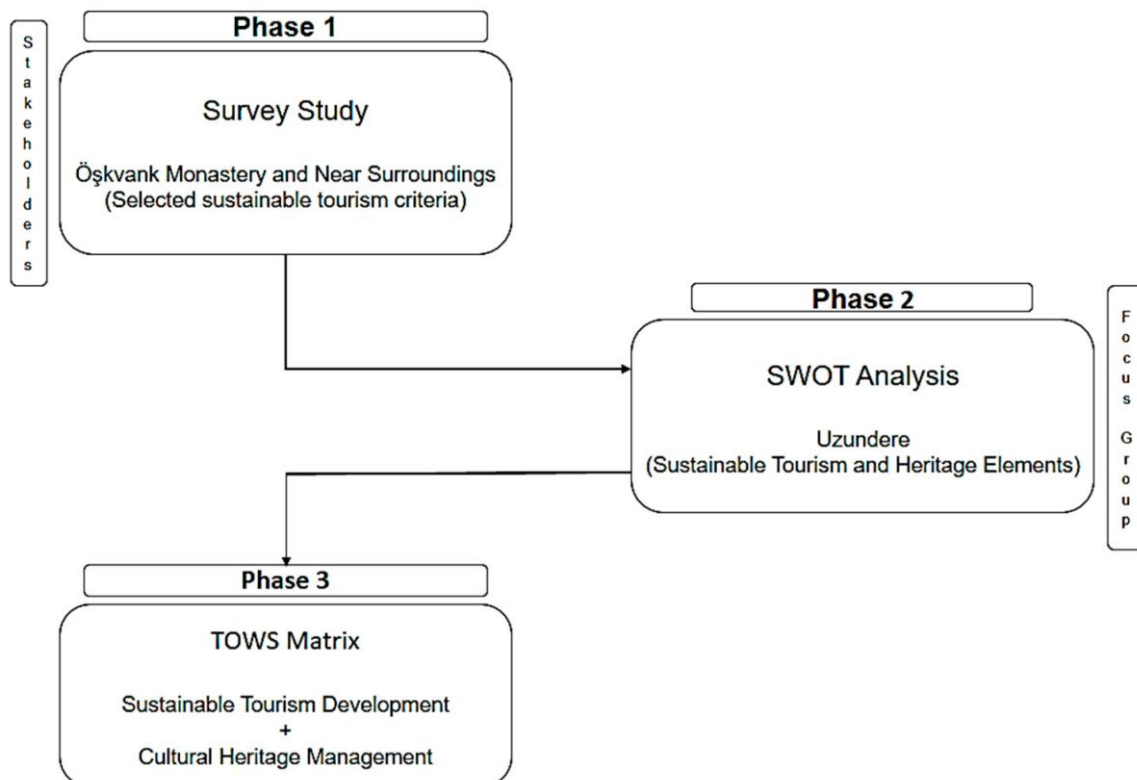 Phase 1
Stakeholders
Survey Study
Öşkvank Monastery and Near Surroundings
(Selected sustainable tourism criteria)
Phase 2
Focus Group
SWOT Analysis
Uzundere
(Sustainable Tourism and Heritage Elements)
Phase 3
TOWS Matrix
Sustainable Tourism Development
+
Cultural Heritage Management